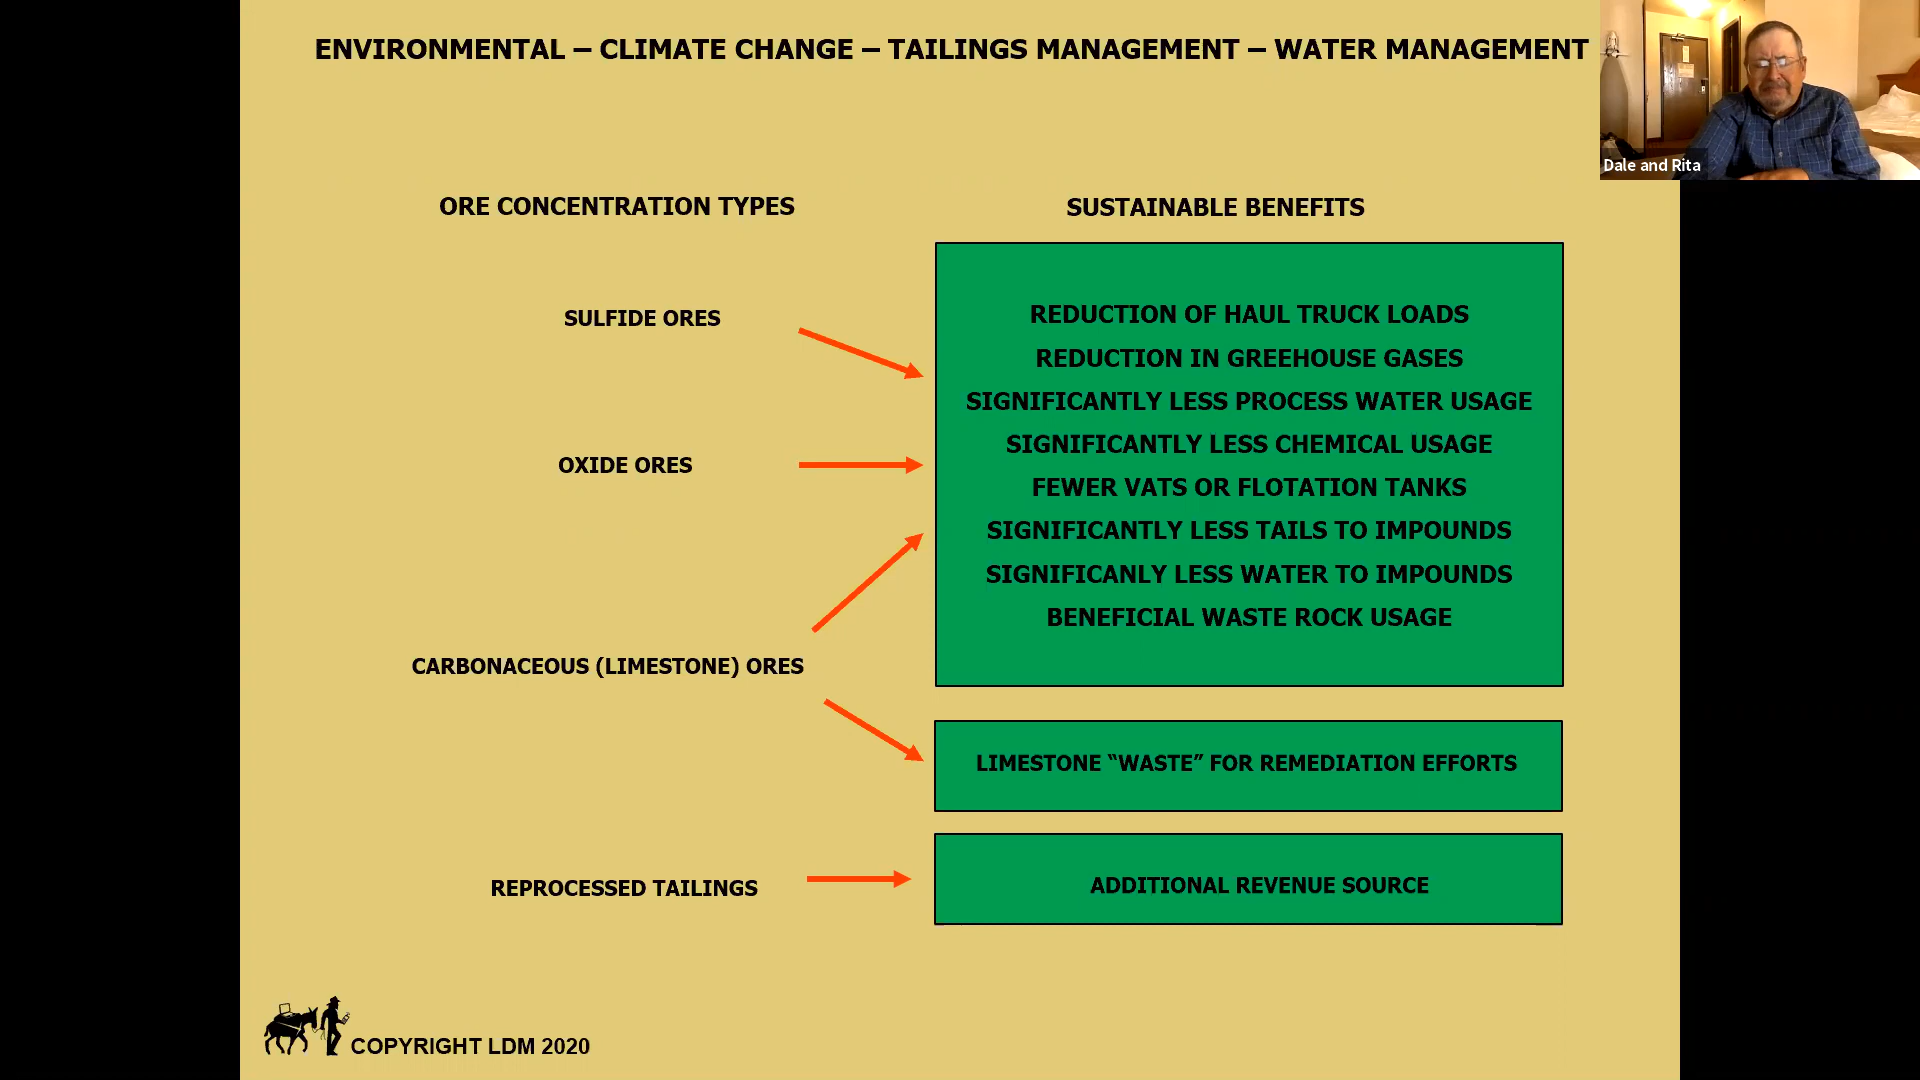 ENVIRONMENTAL – CLIMATE CHANGE – TAILINGS MANAGEMENT – WATER MANAGEMENT
Dale and Rita
ORE CONCENTRATION TYPES
SUSTAINABLE BENEFITS
SULFIDE ORES
OXIDE ORES
CARBONACEOUS (LIMESTONE) ORES
REPROCESSED TAILINGS
REDUCTION OF HAUL TRUCK LOADS
REDUCTION IN GREEHOUSE GASES
SIGNIFICANTLY LESS PROCESS WATER USAGE
SIGNIFICANTLY LESS CHEMICAL USAGE
FEWER VATS OR FLOTATION TANKS
SIGNIFICANTLY LESS TAILS TO IMPOUNDS
SIGNIFICANLY LESS WATER TO IMPOUNDS
BENEFICIAL WASTE ROCK USAGE
LIMESTONE “WASTE” FOR REMEDIATION EFFORTS
ADDITIONAL REVENUE SOURCE
COPYRIGHT LDM 2020